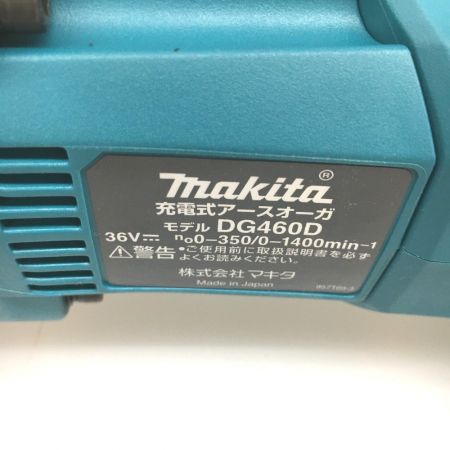 makita®
充電式アースオーガ
モデル DG460D
36V⎓ n₀0-350/0-1400min⁻¹
⚠警告 •ご使用前に取扱説明書を必ず
よくお読みください。
株式会社 マキタ
Made in Japan